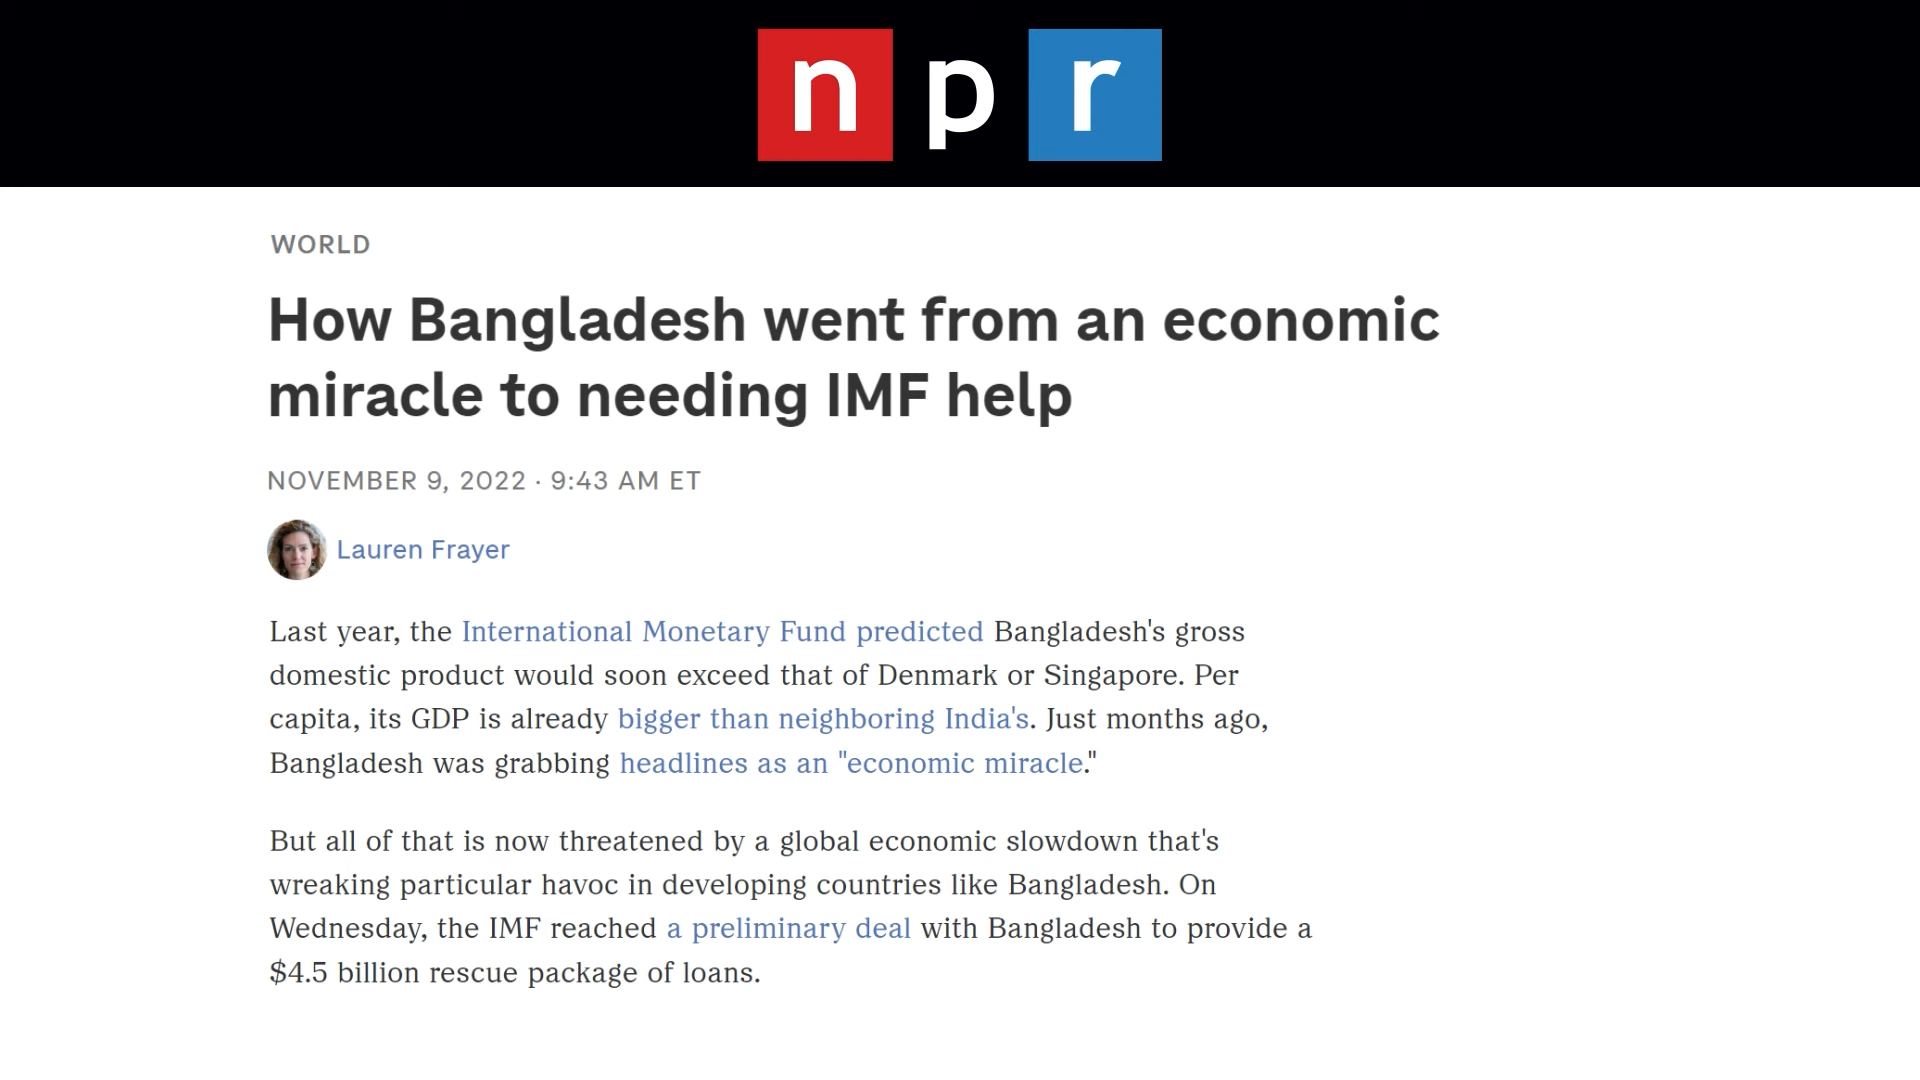 npr
WORLD
How Bangladesh went from an economic
miracle to needing IMF help
NOVEMBER 9, 2022 · 9:43 AM ET
Lauren Frayer
Last year, the International Monetary Fund predicted Bangladesh's gross
domestic product would soon exceed that of Denmark or Singapore. Per
capita, its GDP is already bigger than neighboring India's. Just months ago,
Bangladesh was grabbing headlines as an "economic miracle."
But all of that is now threatened by a global economic slowdown that's
wreaking particular havoc in developing countries like Bangladesh. On
Wednesday, the IMF reached a preliminary deal with Bangladesh to provide a
$4.5 billion rescue package of loans.